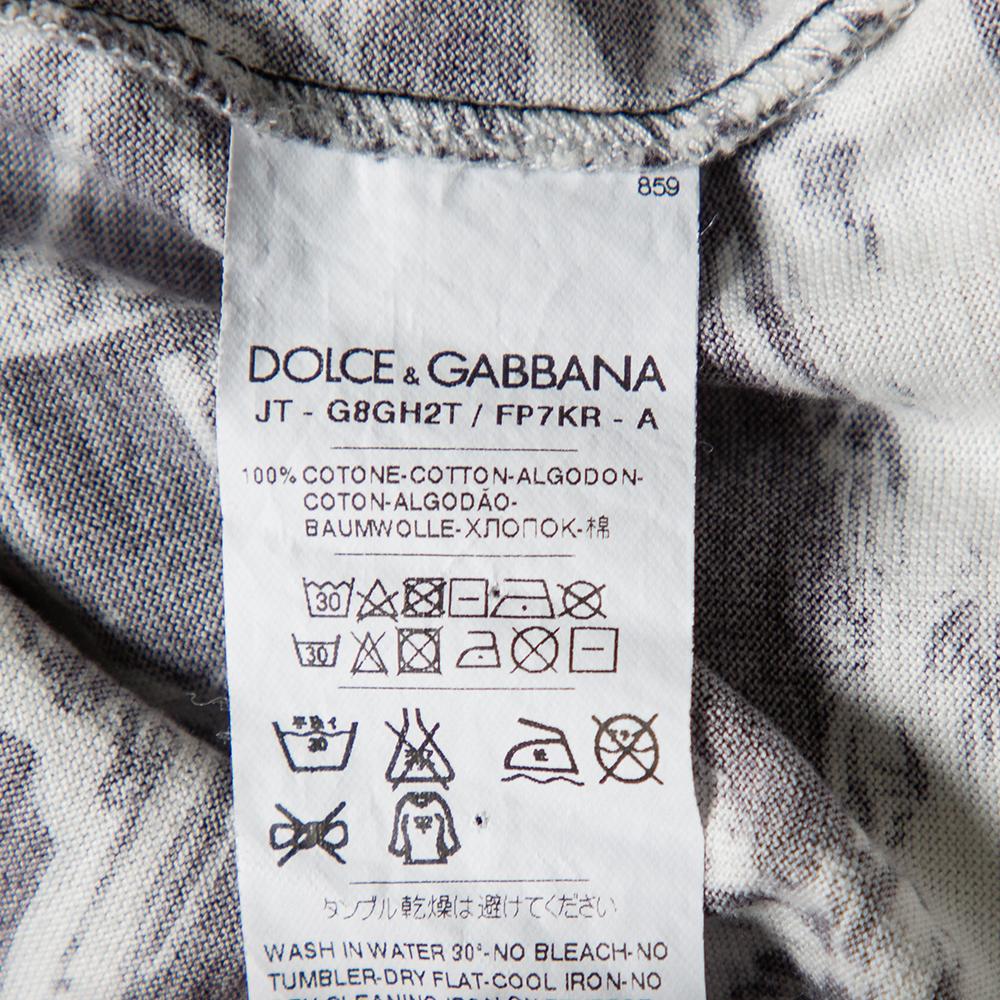 859
DOLCE & GABBANA
JT - G8GH2T / FP7KR - A
100% COTONE-COTTON-ALGODON-
COTON-ALGODÃO-
BAUMWOLLE-ХЛОПОК-棉
30
30
30
タンブル乾燥は避けてください
WASH IN WATER 30°-NO BLEACH-NO
TUMBLER-DRY FLAT-COOL IRON-NO